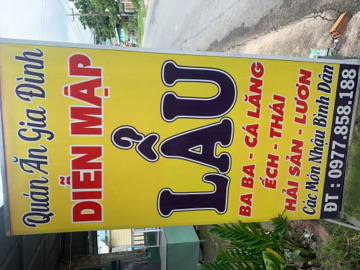 Quán Ăn Gia Đình
DIỄN MẬP
LẨU
BA BA - CÁ LĂNG
ẾCH - THÁI
HẢI SẢN - LƯƠN
Các Món Nhậu Bình Dân
ĐT : 0977.858.188